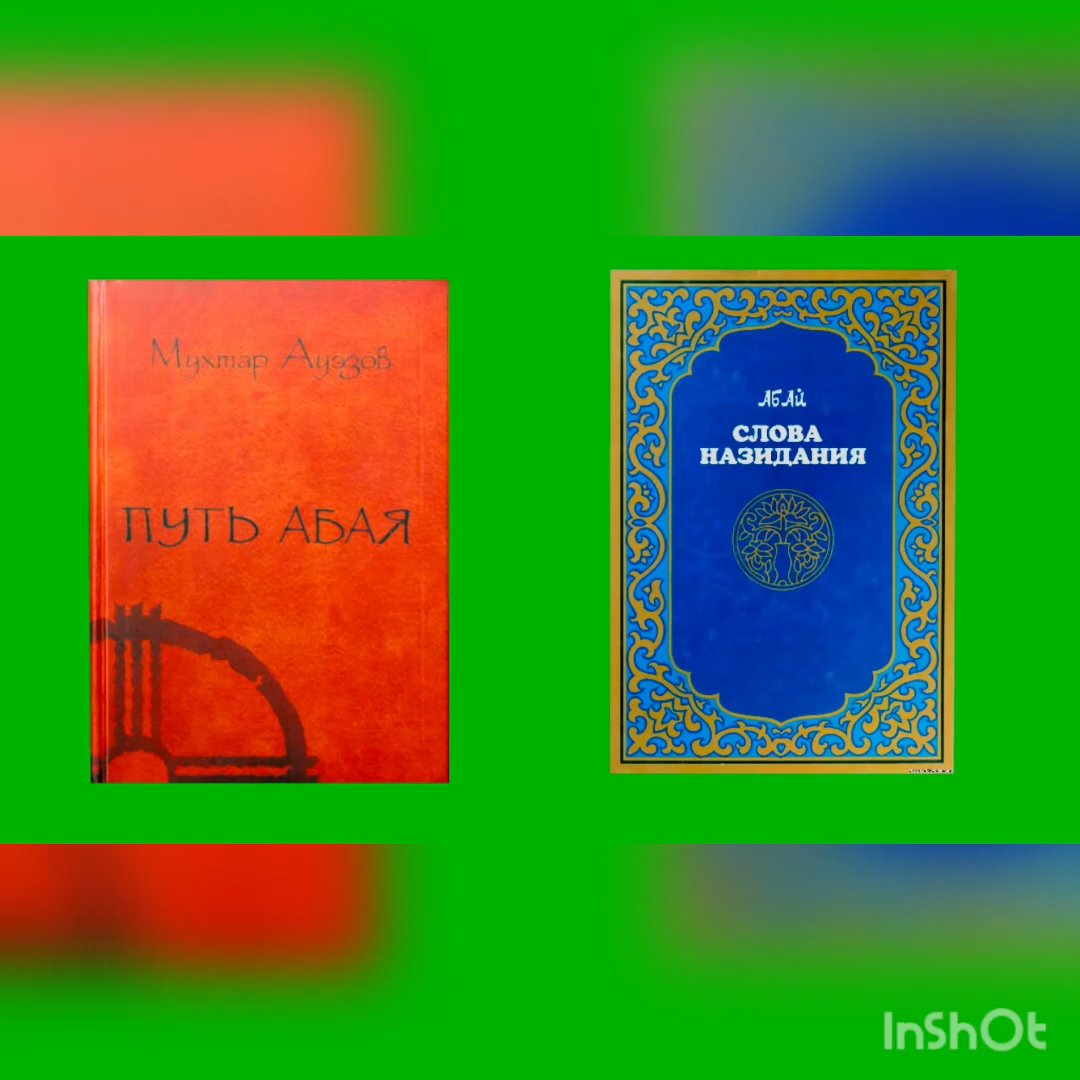 Мухтар Ауэзов
ПУТЬ АБАЯ
АБАЙ
СЛОВА
НАЗИДАНИЯ
InShOt